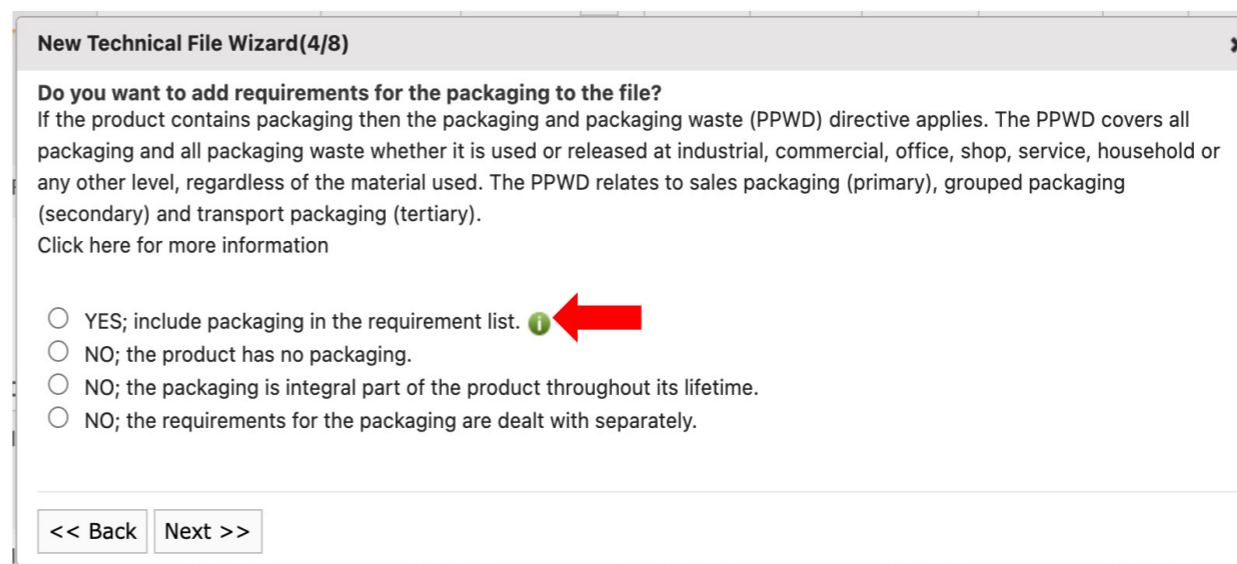 New Technical File Wizard(4/8)
Do you want to add requirements for the packaging to the file?
If the product contains packaging then the packaging and packaging waste (PPWD) directive applies. The PPWD covers all
packaging and all packaging waste whether it is used or released at industrial, commercial, office, shop, service, household or
any other level, regardless of the material used. The PPWD relates to sales packaging (primary), grouped packaging
(secondary) and transport packaging (tertiary).
Click here for more information
YES; include packaging in the requirement list. i
NO; the product has no packaging.
NO; the packaging is integral part of the product throughout its lifetime.
NO; the requirements for the packaging are dealt with separately.
<< Back Next >>